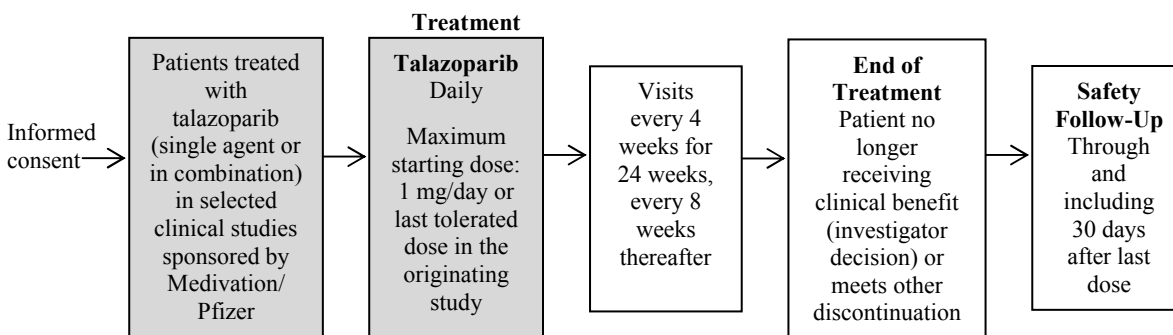 Treatment
Informed
consent
Patients treated
with
talazoparib
(single agent or
in combination)
in selected
clinical studies
sponsored by
Medivation/
Pfizer
Talazoparib
Daily
Maximum
starting dose:
1 mg/day or
last tolerated
dose in the
originating
study
Visits
every 4
weeks for
24 weeks,
every 8
weeks
thereafter
End of
Treatment
Patient no
longer
receiving
clinical benefit
(investigator
decision) or
meets other
discontinuation
Safety
Follow-Up
Through
and
including
30 days
after last
dose